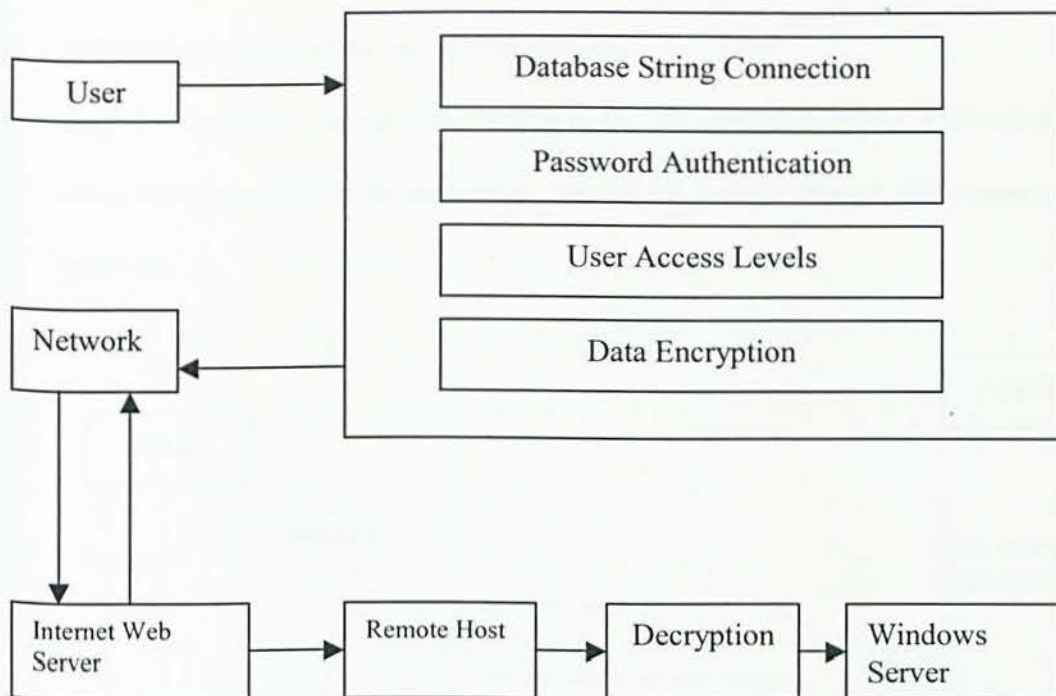 User
Database String Connection
Password Authentication
User Access Levels
Data Encryption
Network
Internet Web
Server
Remote Host
Decryption
Windows
Server